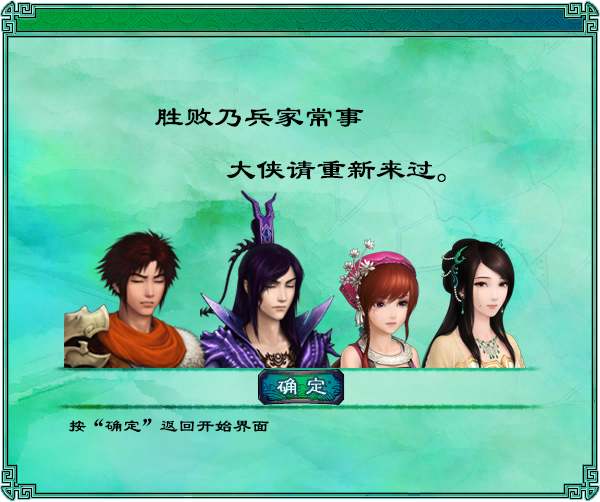 胜败乃兵家常事
大侠请重新来过。
确定
按“确定”返回开始界面